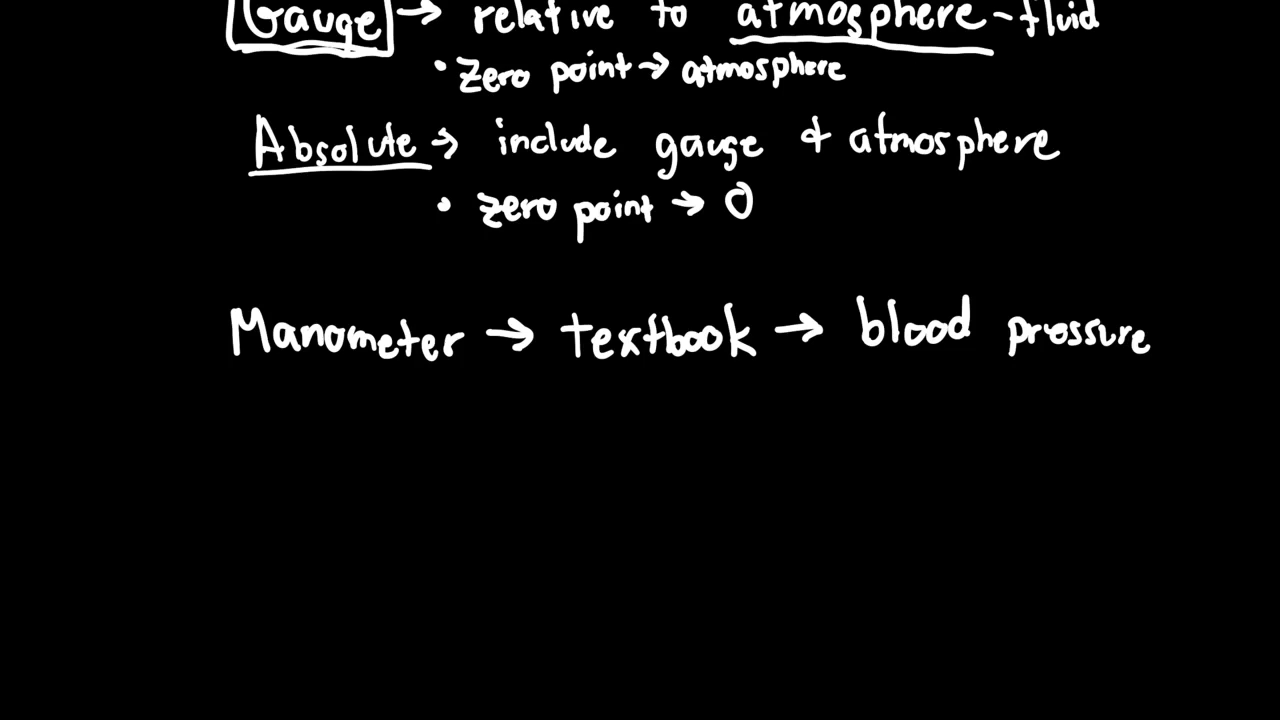 Gauge → relative to atmosphere - fluid
• zero point → atmosphere
Absolute → include gauge + atmosphere
• zero point → 0
Manometer → textbook → blood pressure